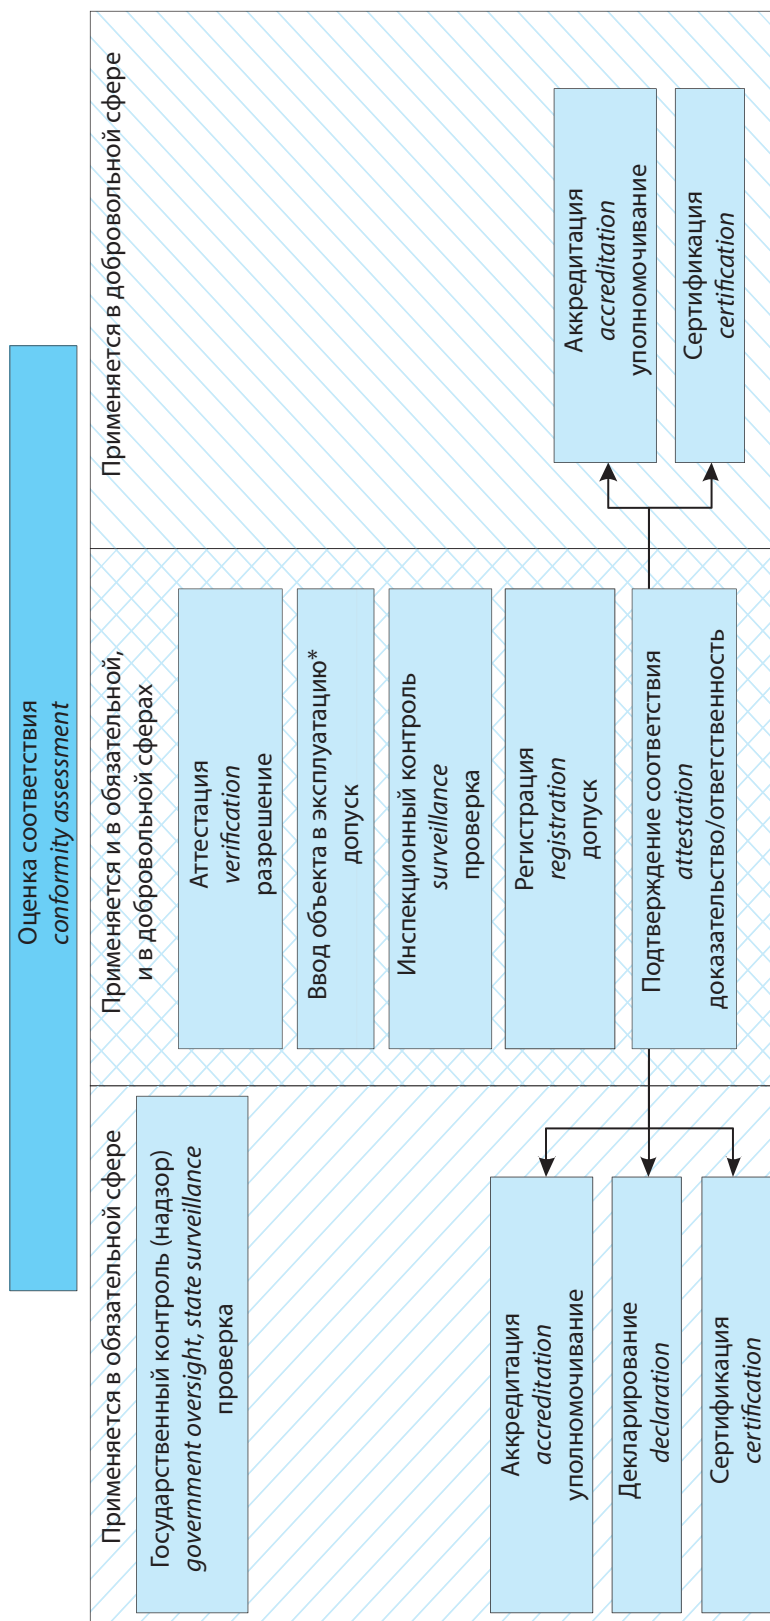 Оценка соответствия
conformity assessment
Применяется в обязательной сфере
Государственный контроль (надзор)
government oversight, state surveillance
проверка
Аккредитация
accreditation
уполномочивание
Декларирование
declaration
Сертификация
certification
Применяется и в обязательной,
и в добровольной сферах
Аттестация
verification
разрешение
Ввод объекта в эксплуатацию*
допуск
Инспекционный контроль
surveillance
проверка
Регистрация
registration
допуск
Подтверждение соответствия
attestation
доказательство/ответственность
Применяется в добровольной сфере
Аккредитация
accreditation
уполномочивание
Сертификация
certification